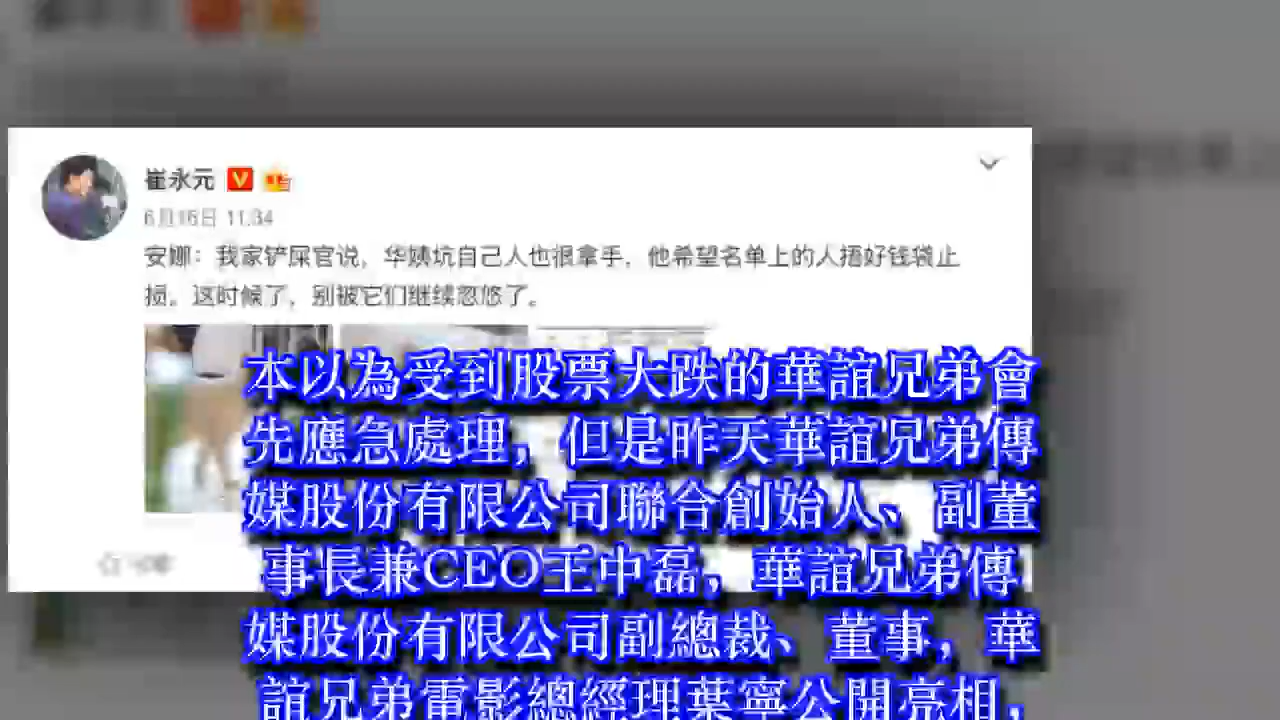 崔永元
6月16日 11:34
安娜：我家铲屎官说，华姨坑自己人也很拿手，他希望名单上的人捂好钱袋止
损。这时候了，别被它们继续忽悠了。
本以為受到股票大跌的華誼兄弟會
先應急處理，但是昨天華誼兄弟傳
媒股份有限公司聯合創始人、副董
事長兼CEO王中磊，華誼兄弟傳
媒股份有限公司副總裁、董事，華
誼兄弟電影總經理葉寧公開亮相，